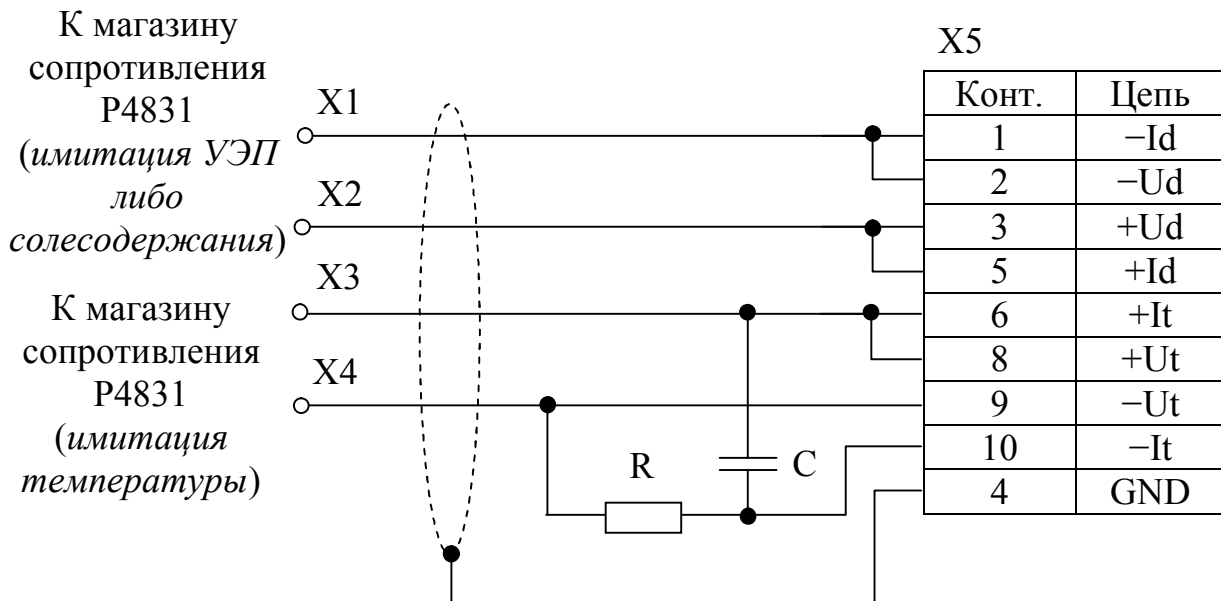 К магазину
сопротивления
Р4831
(имитация УЭП
либо
солесодержания)
X1
X2
X3
К магазину
сопротивления
Р4831
(имитация
температуры)
X4
R
C
X5
Конт. Цепь
1 −Id
2 −Ud
3 +Ud
5 +Id
6 +It
8 +Ut
9 −Ut
10 −It
4 GND